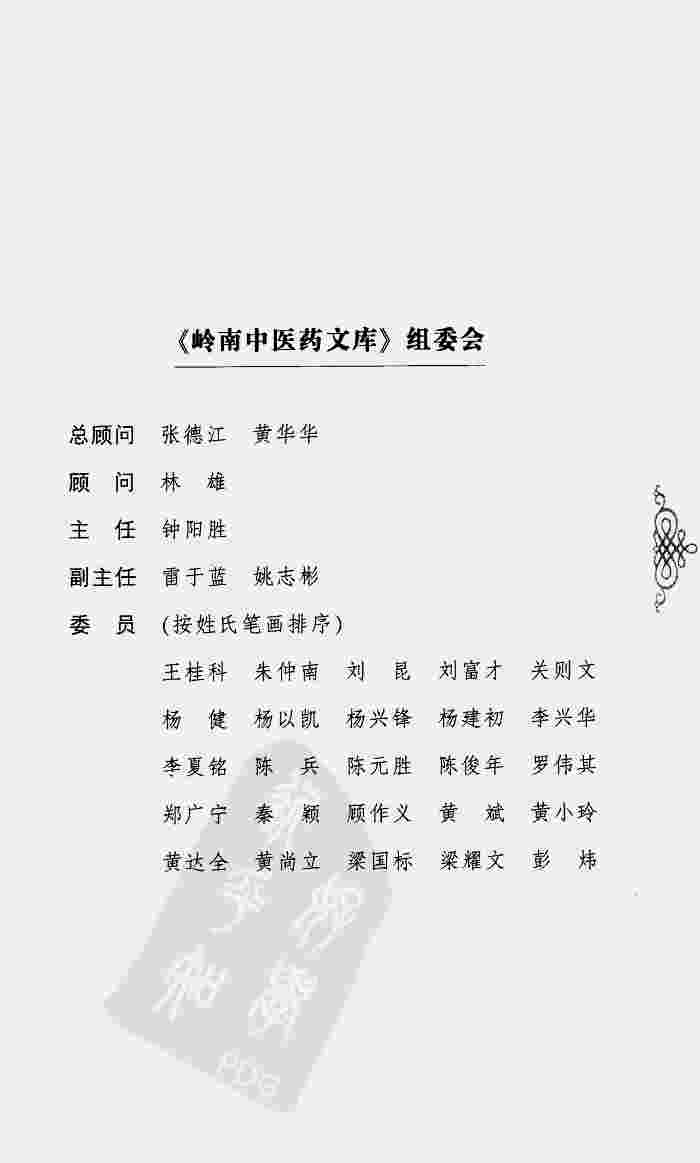 《岭南中医药文库》组委会
总顾问 张德江 黄华华
顾 问 林 雄
主 任 钟阳胜
副主任 雷于蓝 姚志彬
委 员 (按姓氏笔画排序)
王桂科 朱仲南 刘 昆 刘富才 关则文
杨 健 杨以凯 杨兴锋 杨建初 李兴华
李夏铭 陈 兵 陈元胜 陈俊年 罗伟其
郑广宁 秦 颖 顾作义 黄 斌 黄小玲
黄达全 黄尚立 梁国标 梁耀文 彭 炜
PDG